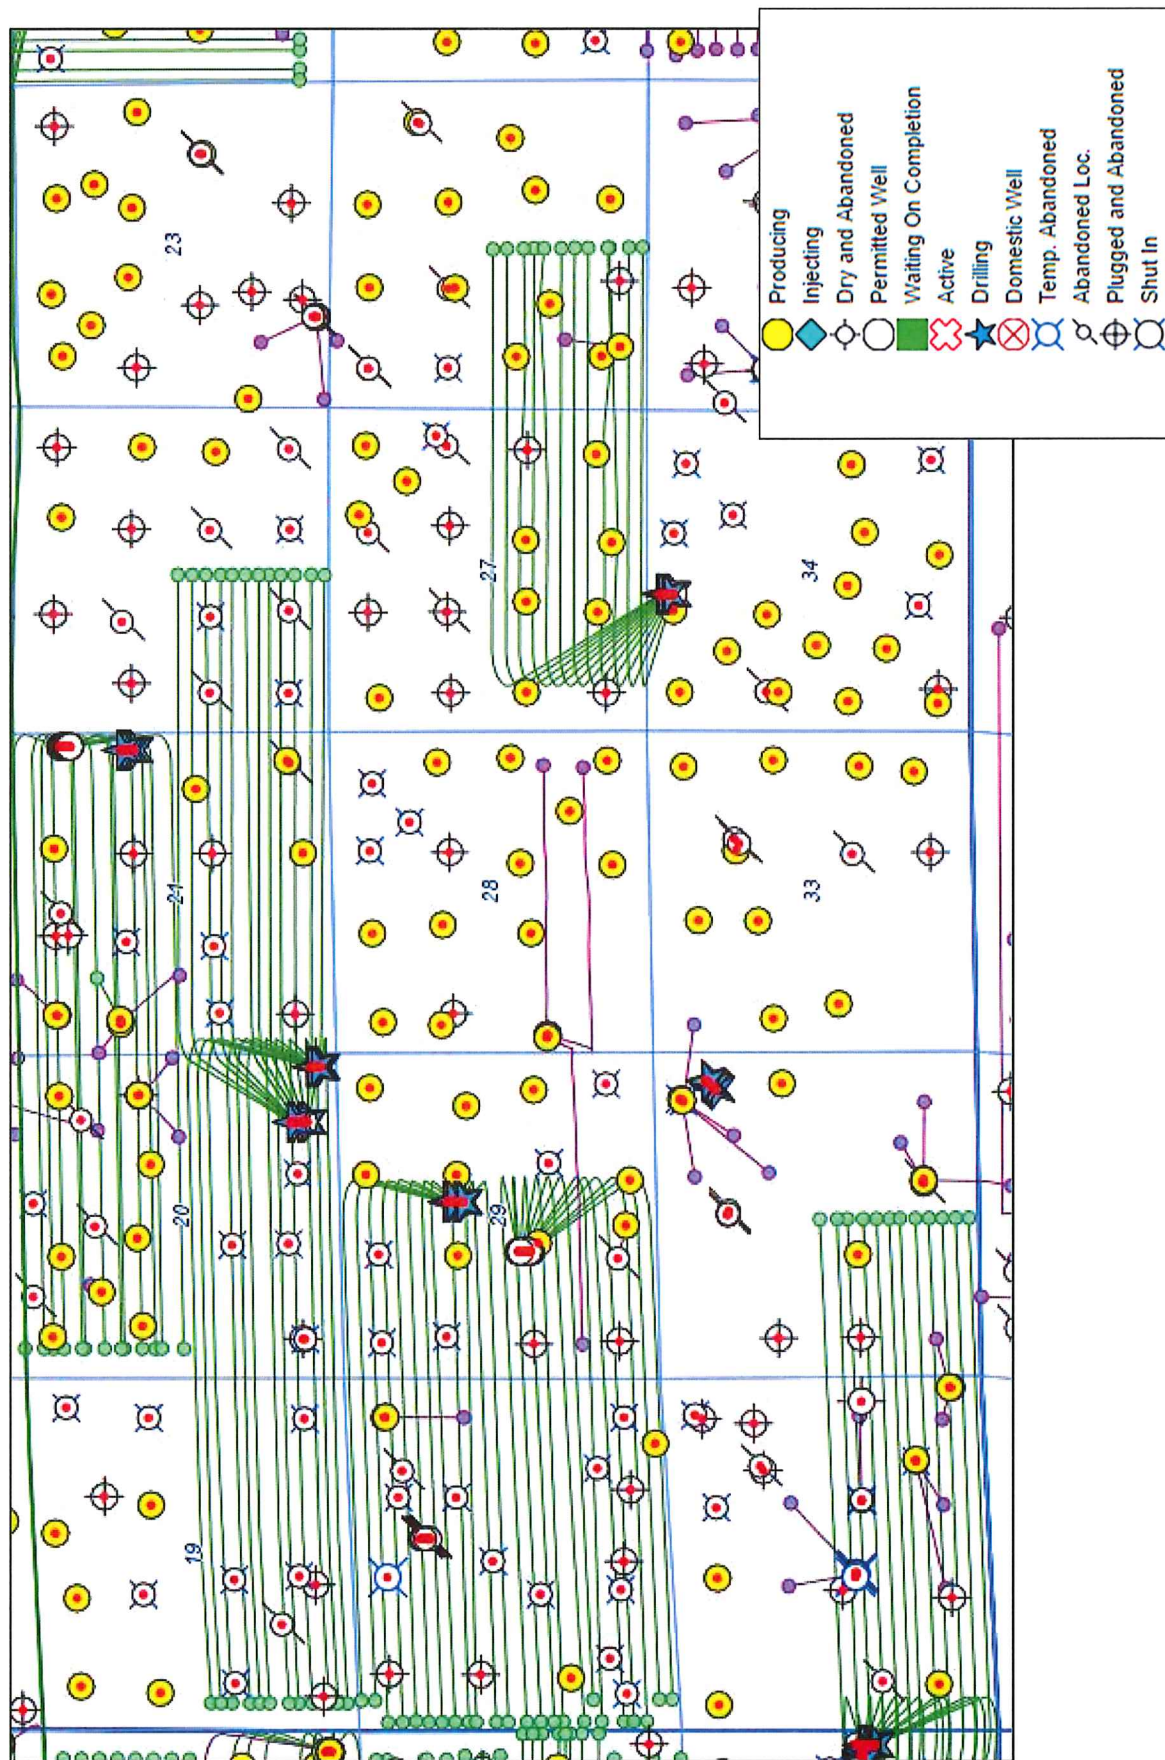 23
27
34
21
28
33
20
29
19
Producing
Injecting
Dry and Abandoned
Permitted Well
Waiting On Completion
Active
Drilling
Domestic Well
Temp. Abandoned
Abandoned Loc.
Plugged and Abandoned
Shut In